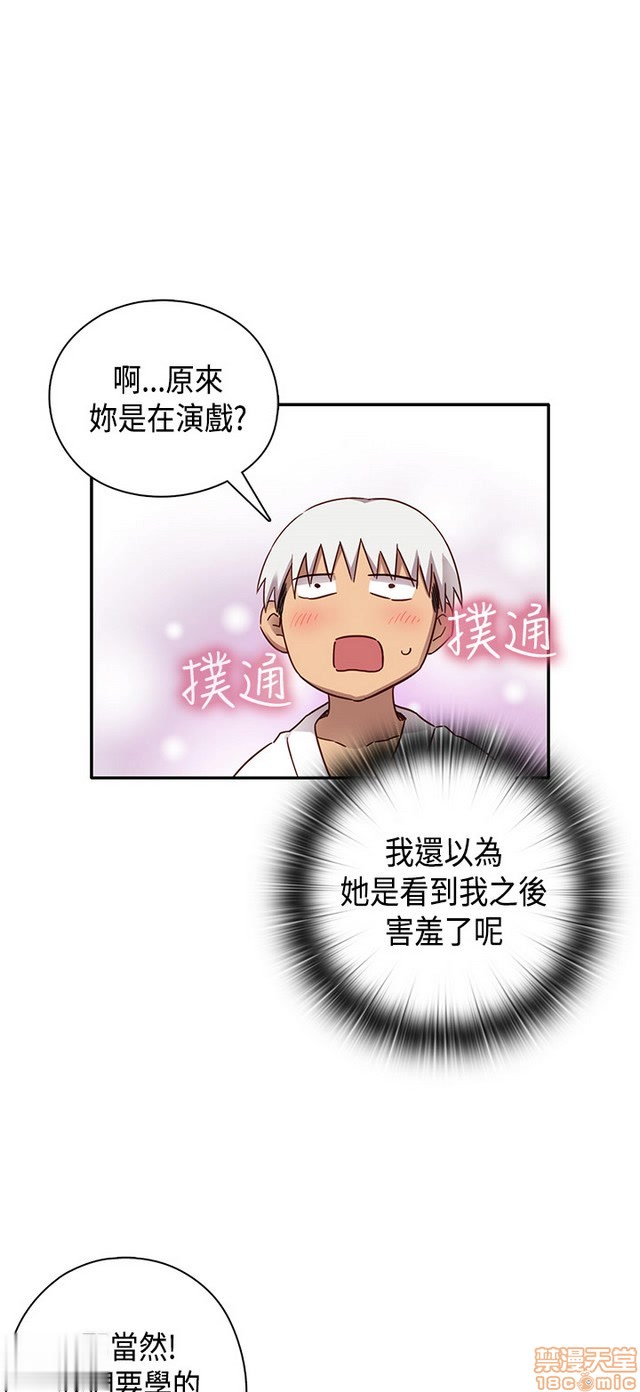 啊...原來
妳是在演戲?
撲通
撲通
我還以為
她是看到我之後
害羞了呢
當然!
要學的
禁漫天堂
18comic